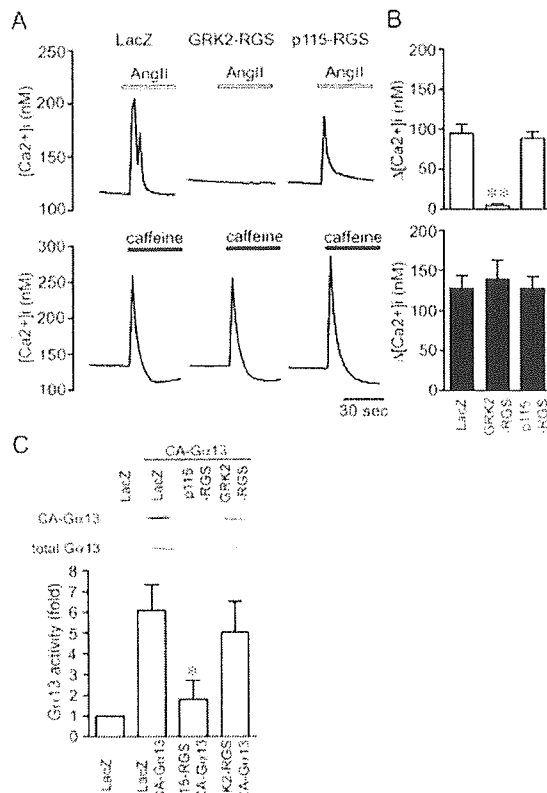 A
LacZ GRK2-RGS p115-RGS
AngII AngII AngII
[Ca2+]i (nM)
250
200
150
100
caffeine caffeine caffeine
[Ca2+]i (nM)
300
250
200
150
100
30 sec
B
Δ[Ca2+]i (nM)
200
150
100
50
0
**
Δ[Ca2+]i (nM)
200
150
100
50
0
LacZ
GRK2
-RGS
p115
-RGS
C
CA-Gα13
LacZ
LacZ
p115
-RGS
GRK2
-RGS
CA-Gα13
total Gα13
Gα13 activity (fold)
8
7
6
5
4
3
2
1
0
*
LacZ
LacZ
CA-Gα13
15-RGS
CA-Gα13
K2-RGS
CA-Gα13